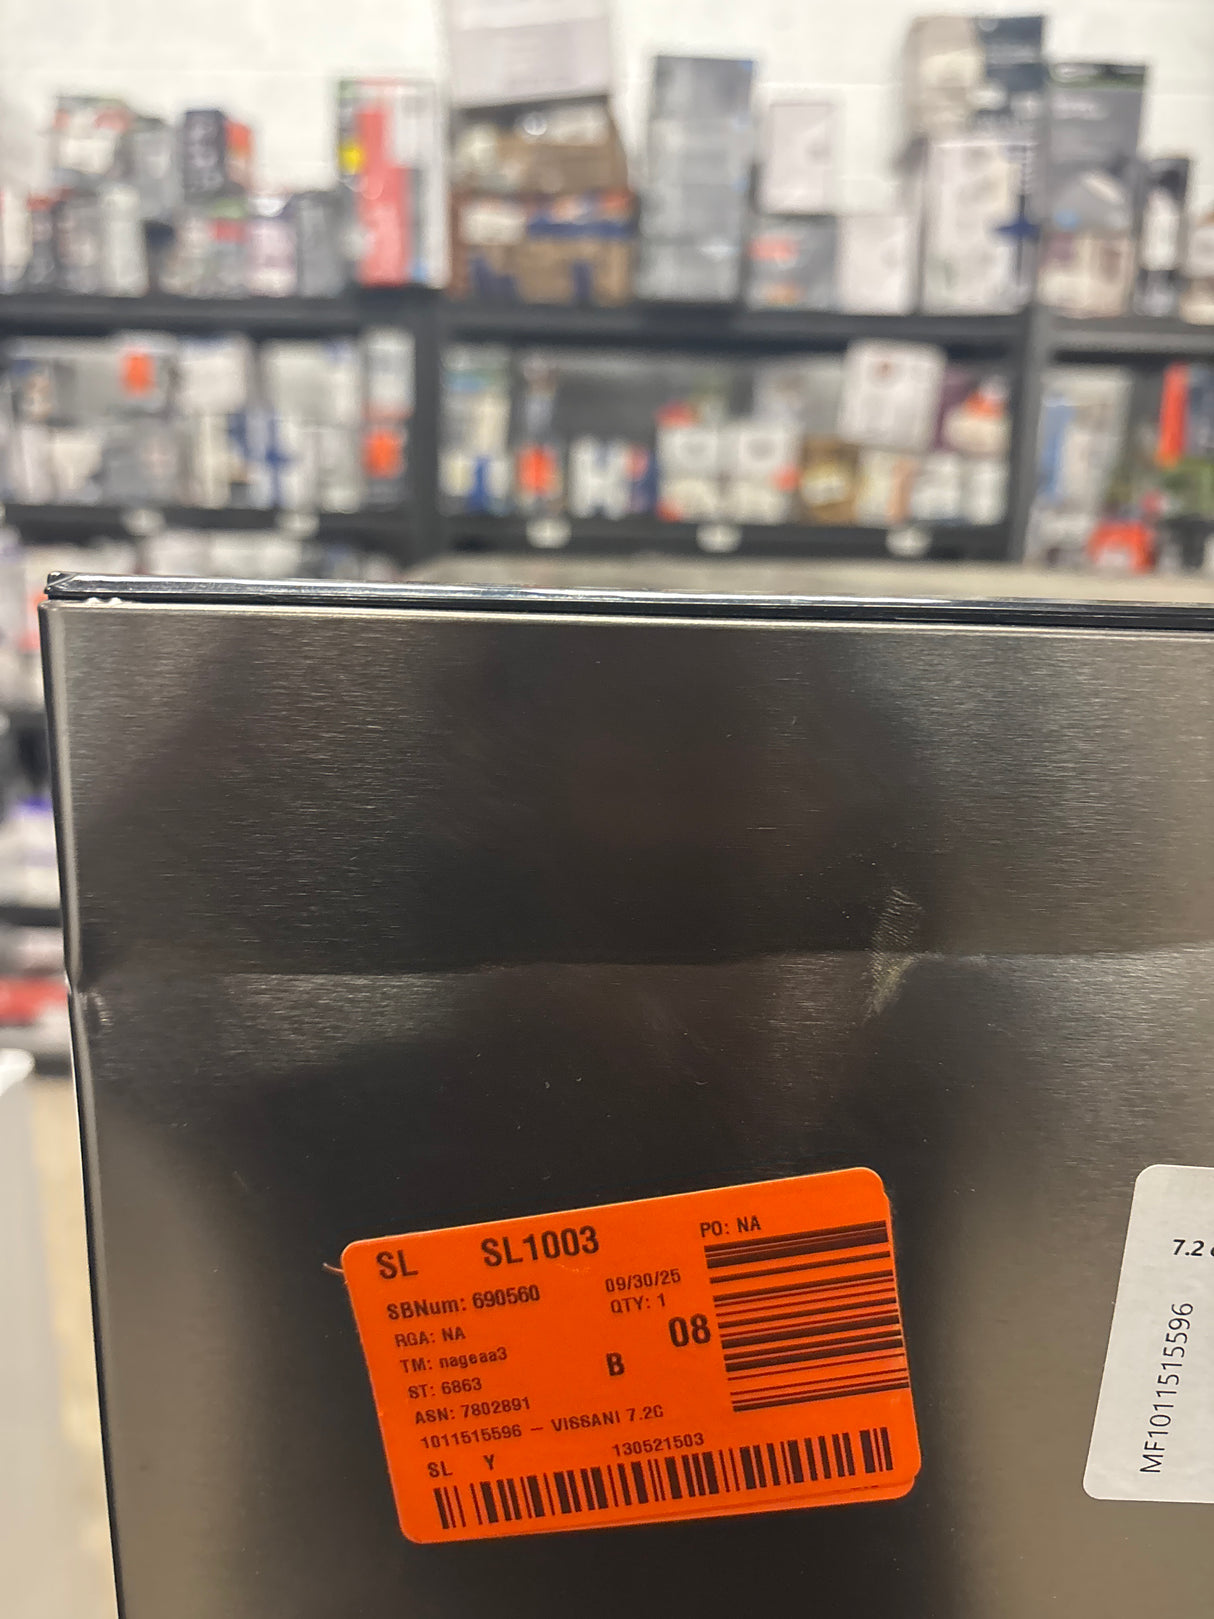 SL SL1003 PO: NA
SBNum: 690560 09/30/25
RGA: NA QTY: 1
TM: nageaa3 B 08
ST: 6863
ASN: 7802891
1011515596 – VISSANI 7.2C
SL Y 130521503
7.2
MF1011515596